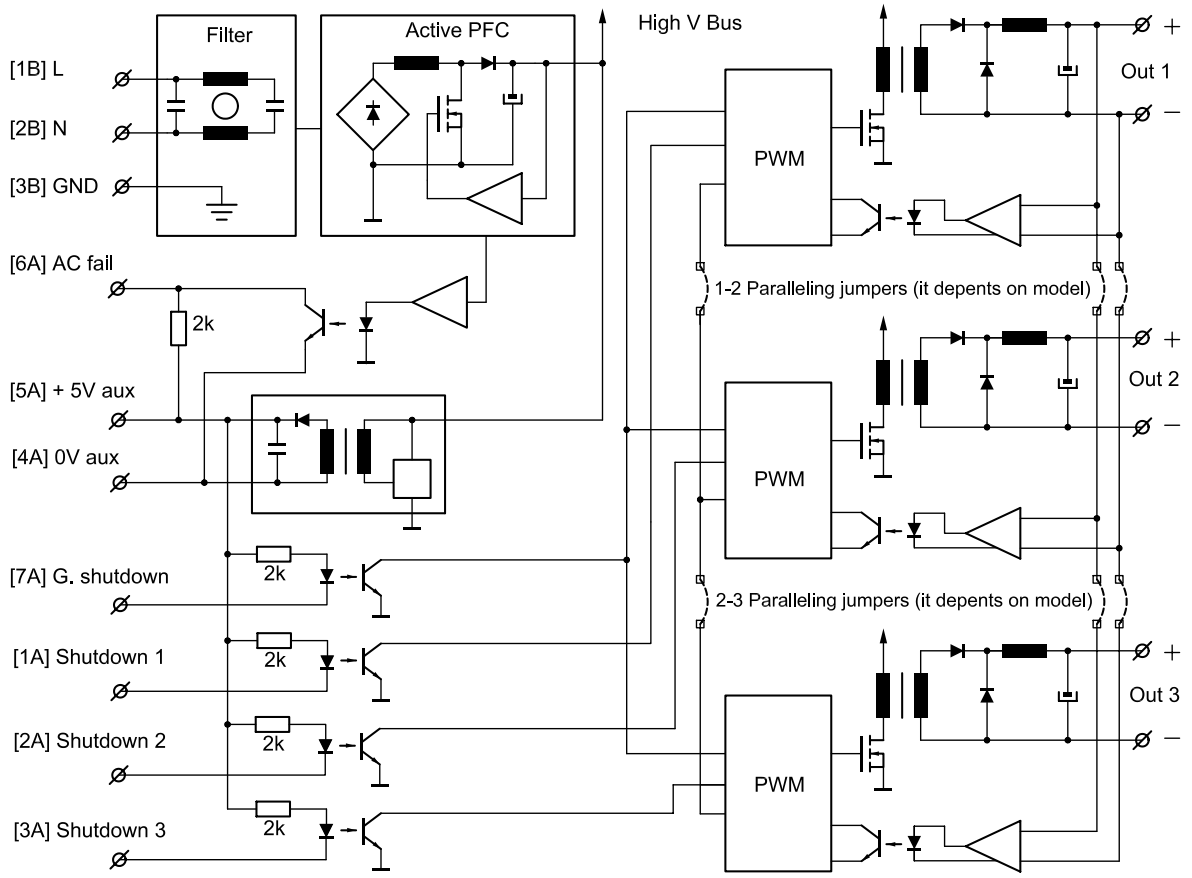 Filter
Active PFC
High V Bus
[1B] L
[2B] N
[3B] GND
[6A] AC fail
2k
[5A] + 5V aux
[4A] 0V aux
[7A] G. shutdown
2k
[1A] Shutdown 1
2k
[2A] Shutdown 2
2k
[3A] Shutdown 3
2k
PWM
+
Out 1
−
1-2 Paralleling jumpers (it depents on model)
PWM
+
Out 2
−
2-3 Paralleling jumpers (it depents on model)
PWM
+
Out 3
−